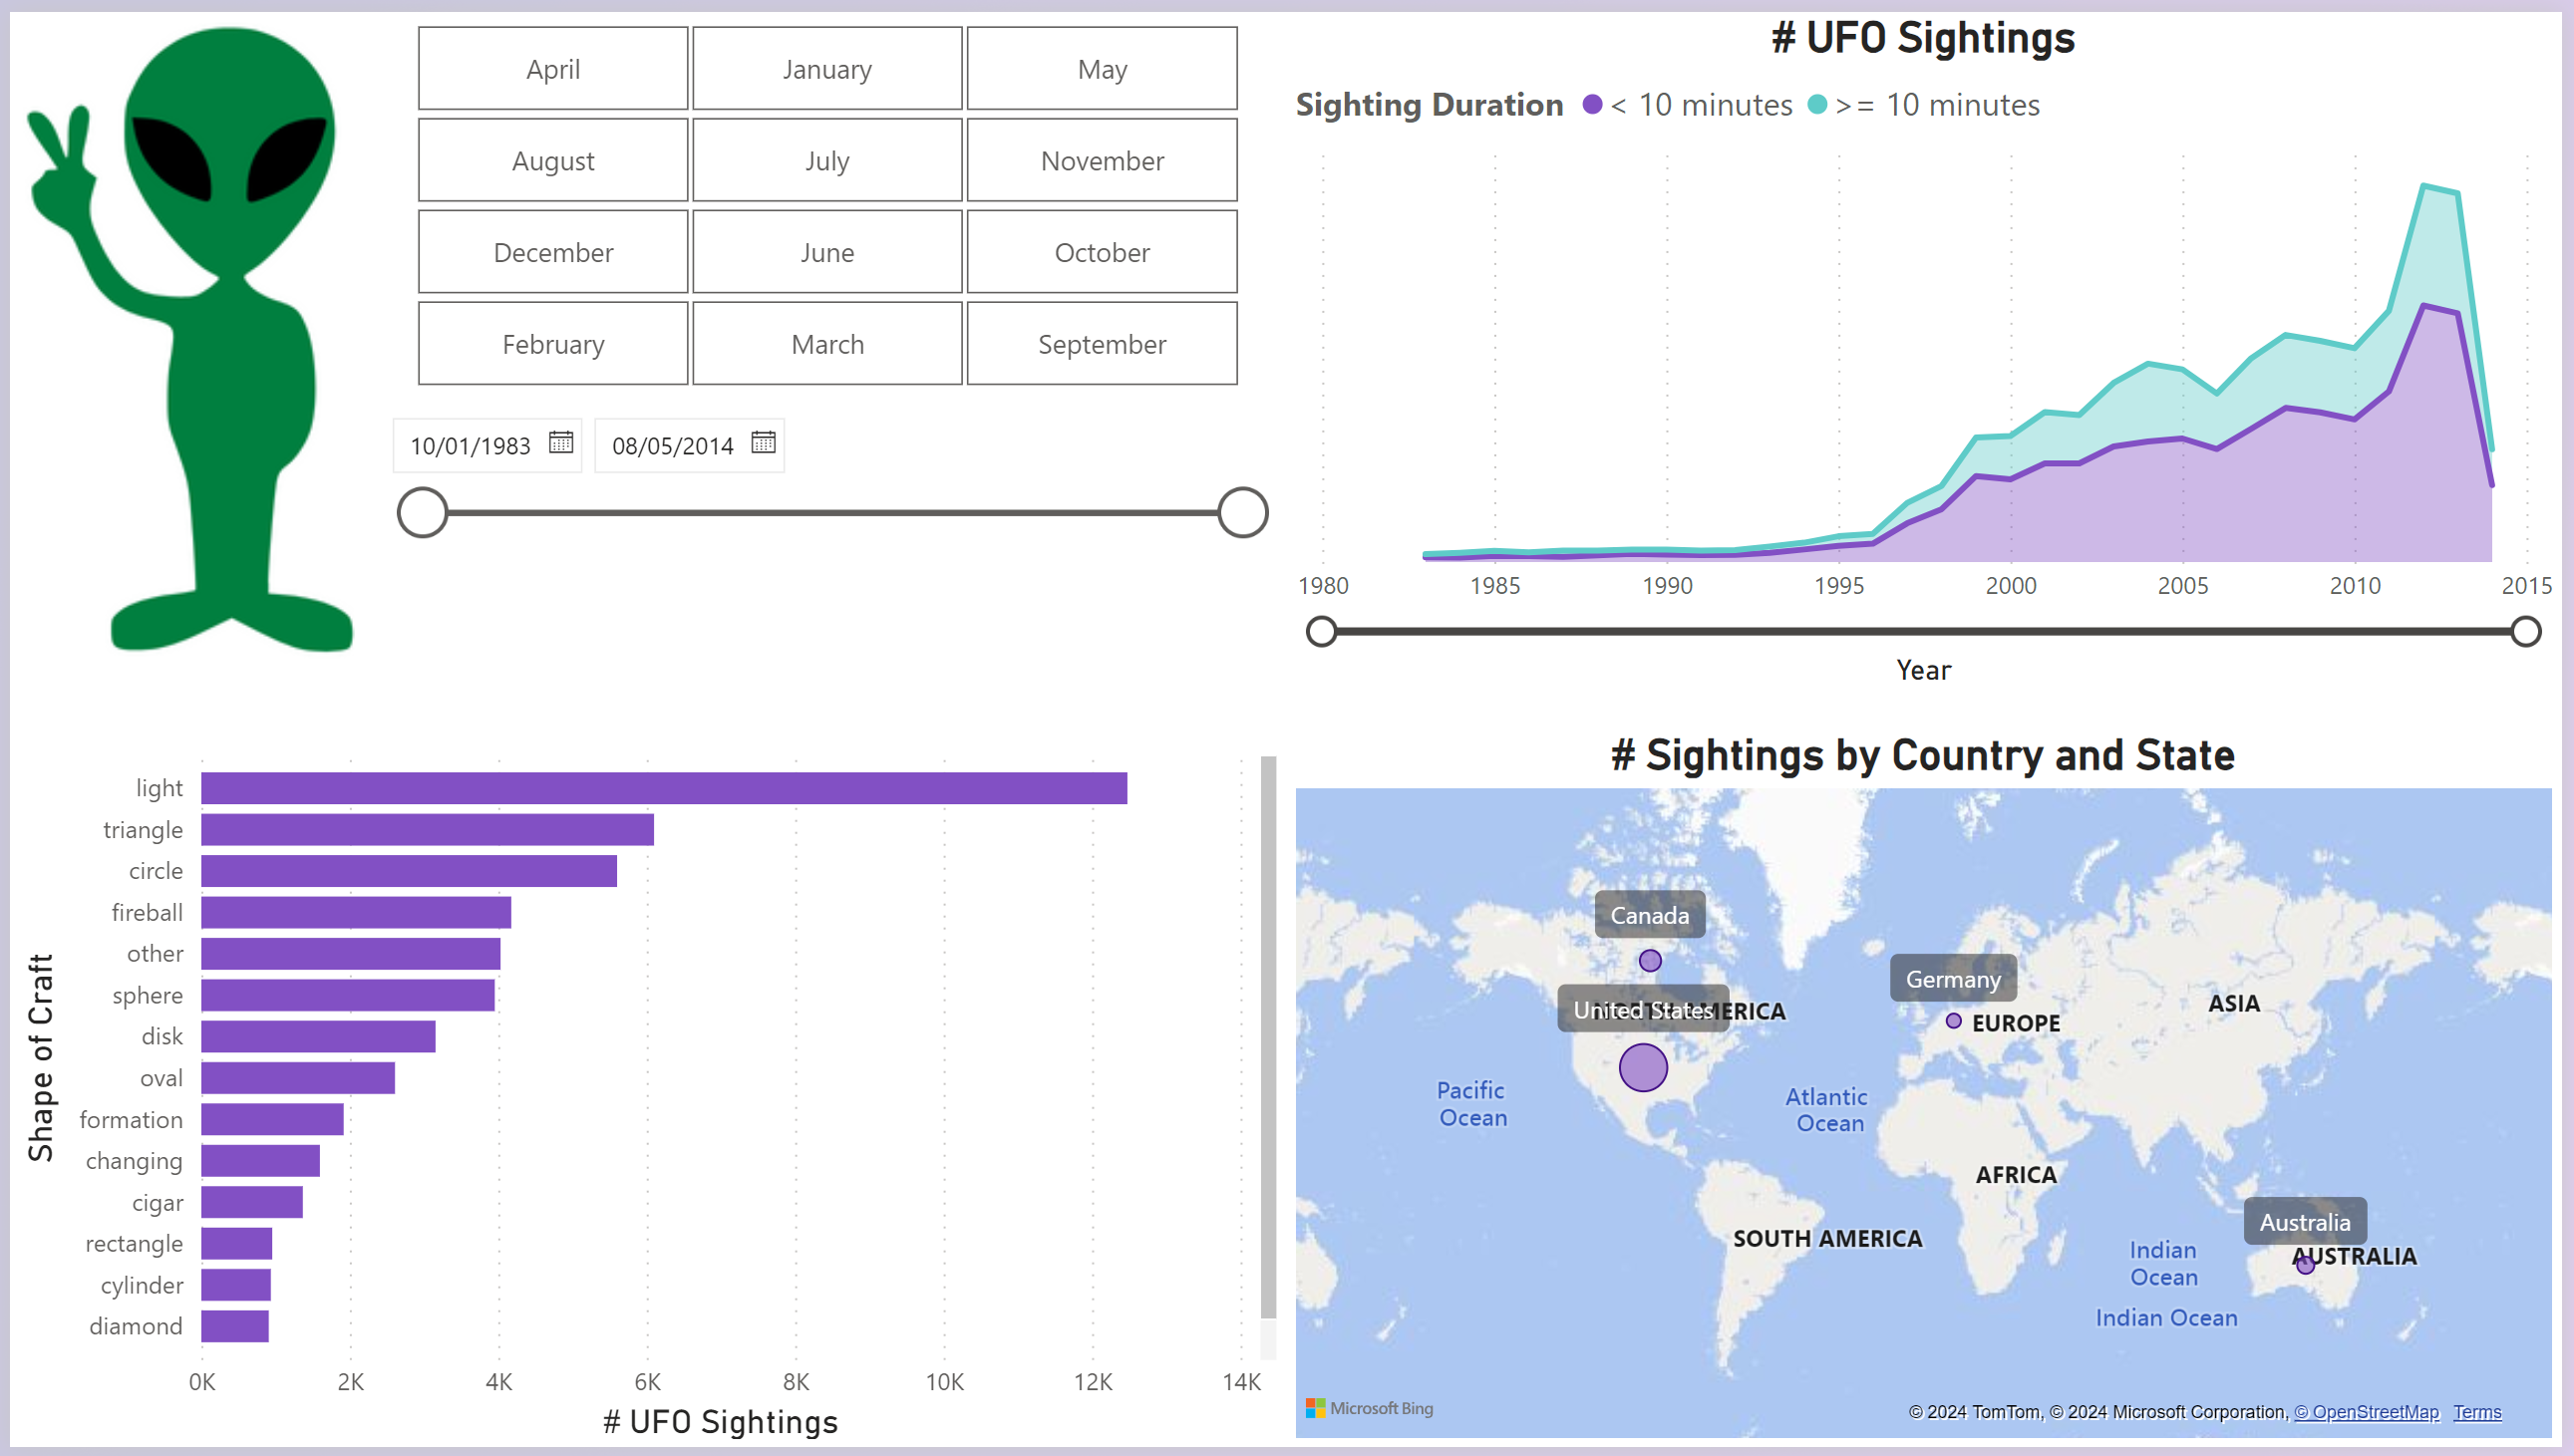 April January May
August July November
December June October
February March September
10/01/1983 08/05/2014
# UFO Sightings
Sighting Duration < 10 minutes >= 10 minutes
1980 1985 1990 1995 2000 2005 2010 2015
Year
Shape of Craft
light
triangle
circle
fireball
other
sphere
disk
oval
formation
changing
cigar
rectangle
cylinder
diamond
0K 2K 4K 6K 8K 10K 12K 14K
# UFO Sightings
# Sightings by Country and State
Canada
United States
NORTH AMERICA
Germany
EUROPE
ASIA
Pacific
Ocean
Atlantic
Ocean
AFRICA
SOUTH AMERICA
Australia
AUSTRALIA
Indian
Ocean
Indian Ocean
Microsoft Bing
© 2024 TomTom, © 2024 Microsoft Corporation, © OpenStreetMap Terms